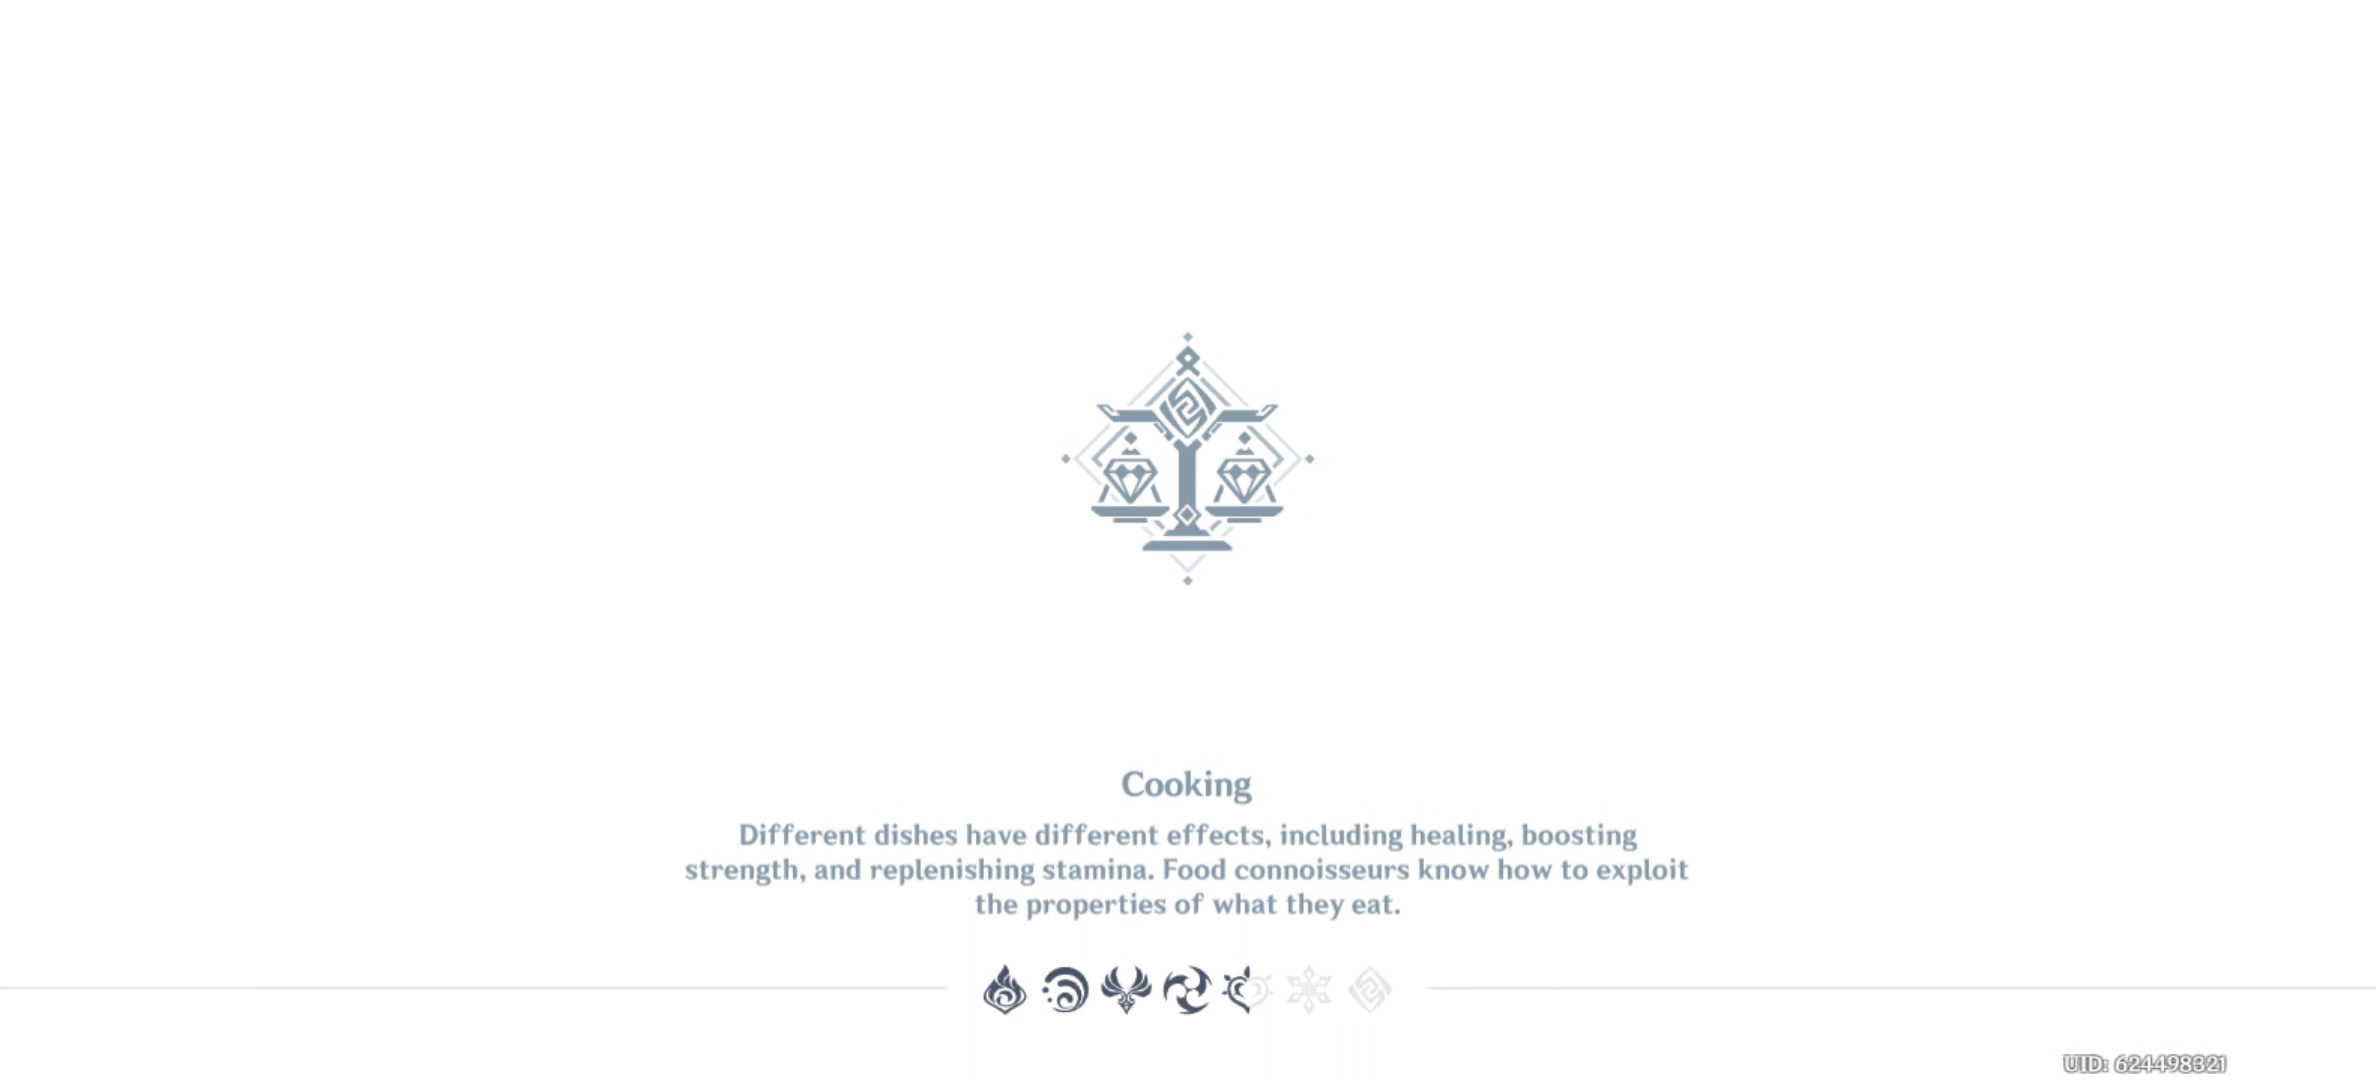 Cooking
Different dishes have different effects, including healing, boosting
strength, and replenishing stamina. Food connoisseurs know how to exploit
the properties of what they eat.
UID: 624498321